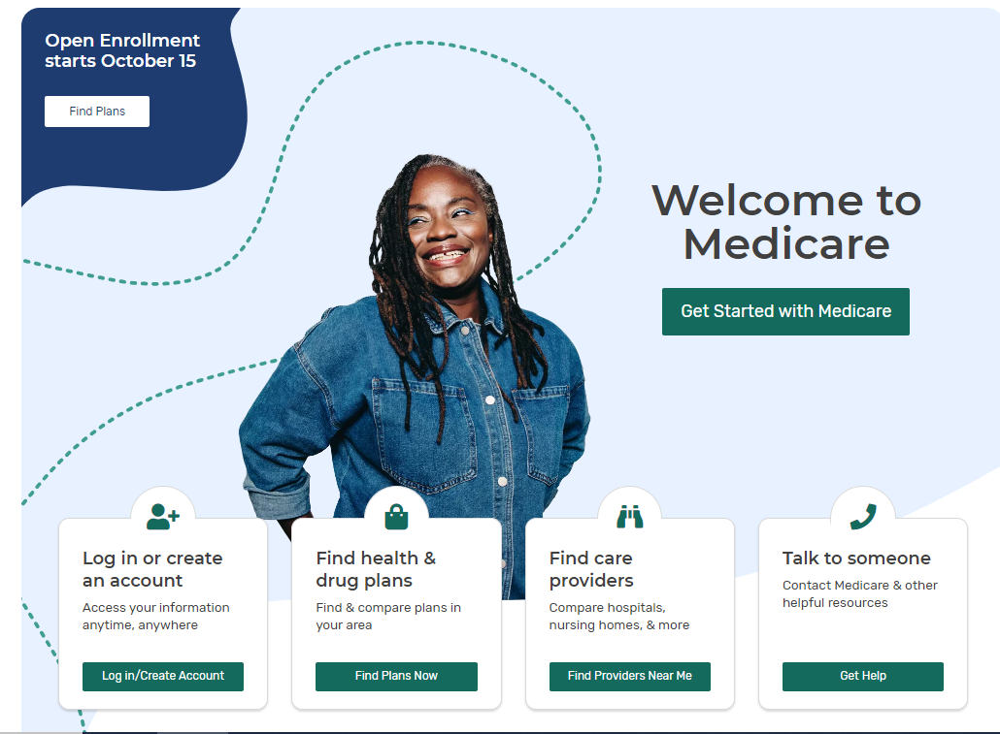 Open Enrollment
starts October 15
Find Plans
Welcome to
Medicare
Get Started with Medicare
Log in or create
an account
Access your information
anytime, anywhere
Log in/Create Account
Find health &
drug plans
Find & compare plans in
your area
Find Plans Now
Find care
providers
Compare hospitals,
nursing homes, & more
Find Providers Near Me
Talk to someone
Contact Medicare & other
helpful resources
Get Help